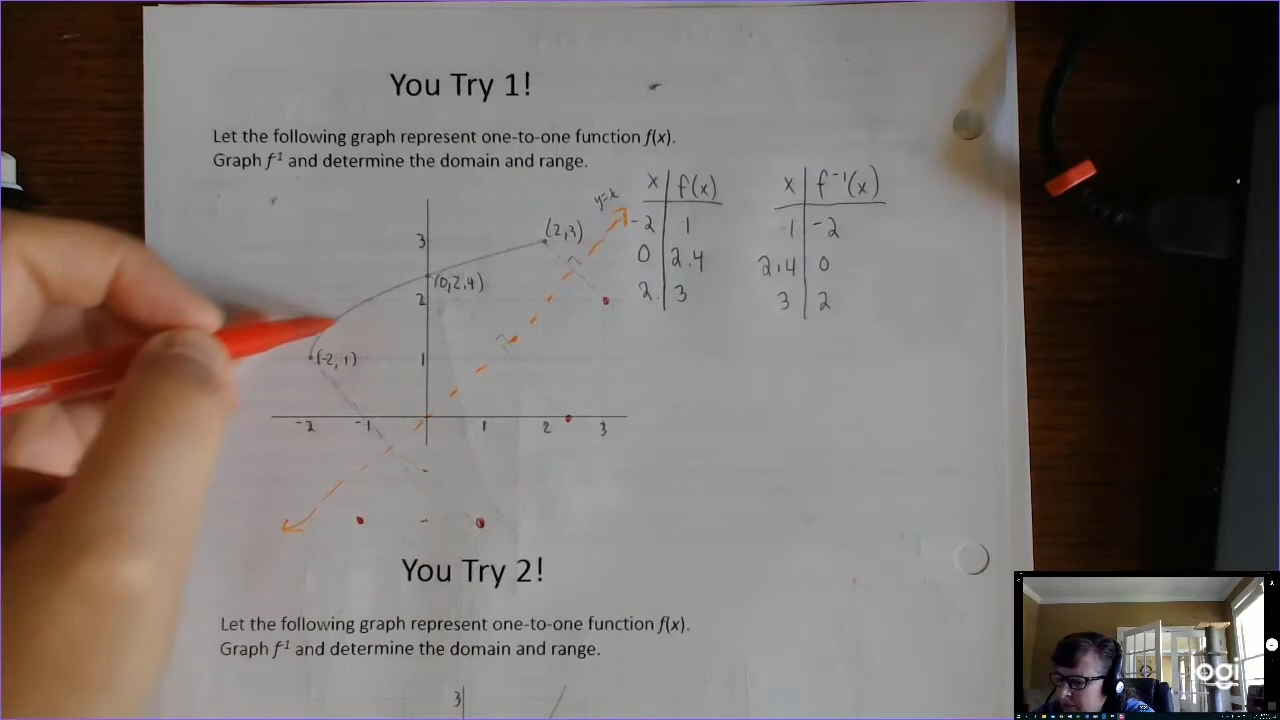 You Try 1!
Let the following graph represent one-to-one function f(x).
Graph f⁻¹ and determine the domain and range.
x f(x)
-2 1
0 2.4
2 3
x f⁻¹(x)
1 -2
2.4 0
3 2
y=x
(2,3)
3
(0,2.4)
2
(-2,1)
1
-2 -1 1 2 3
You Try 2!
Let the following graph represent one-to-one function f(x).
Graph f⁻¹ and determine the domain and range.
3
logi